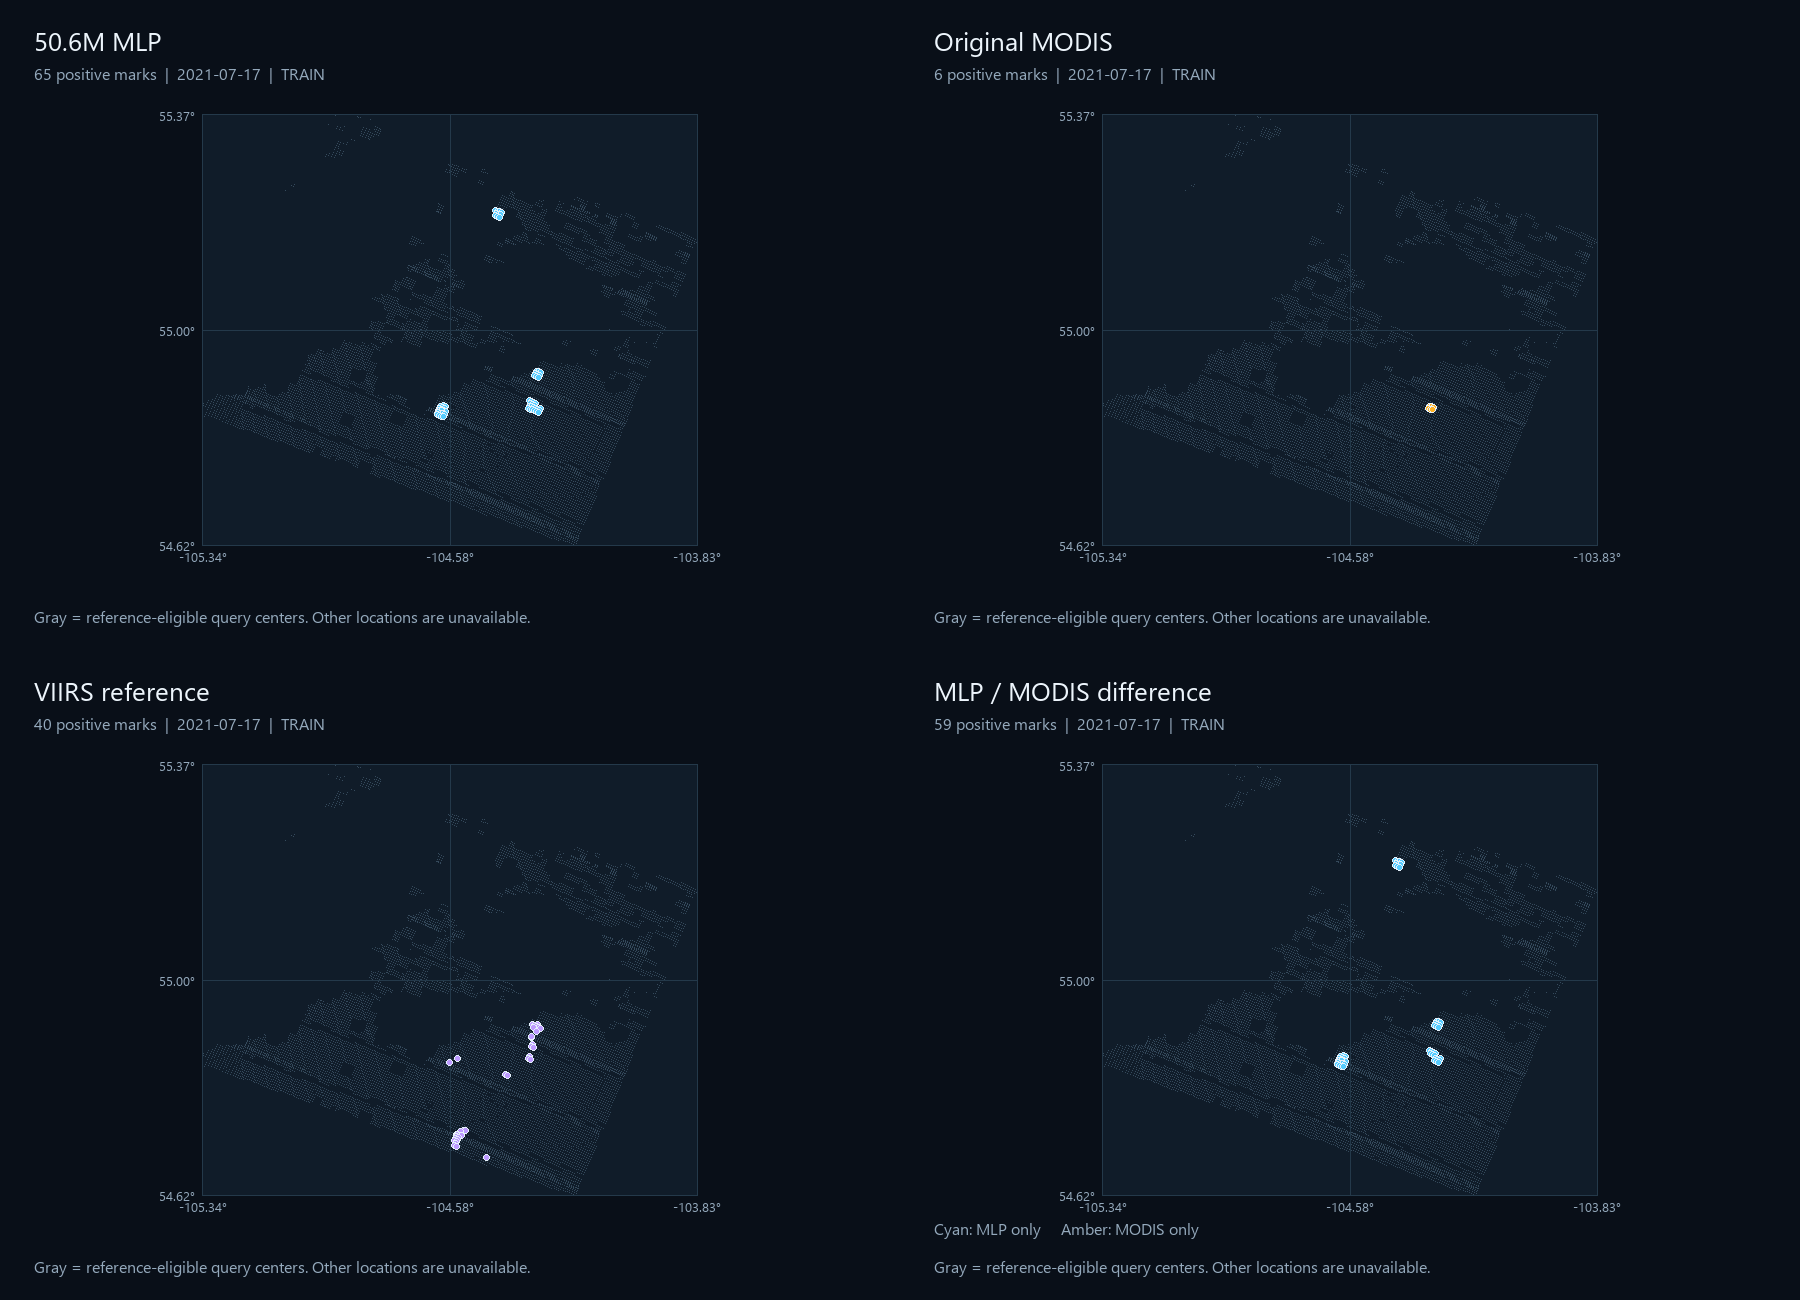 50.6M MLP
65 positive marks | 2021-07-17 | TRAIN
55.37°
55.00°
54.62°
-105.34°
-104.58°
-103.83°
Gray = reference-eligible query centers. Other locations are unavailable.
Original MODIS
6 positive marks | 2021-07-17 | TRAIN
55.37°
55.00°
54.62°
-105.34°
-104.58°
-103.83°
Gray = reference-eligible query centers. Other locations are unavailable.
VIIRS reference
40 positive marks | 2021-07-17 | TRAIN
55.37°
55.00°
54.62°
-105.34°
-104.58°
-103.83°
Gray = reference-eligible query centers. Other locations are unavailable.
MLP / MODIS difference
59 positive marks | 2021-07-17 | TRAIN
55.37°
55.00°
54.62°
-105.34°
-104.58°
-103.83°
Cyan: MLP only Amber: MODIS only
Gray = reference-eligible query centers. Other locations are unavailable.